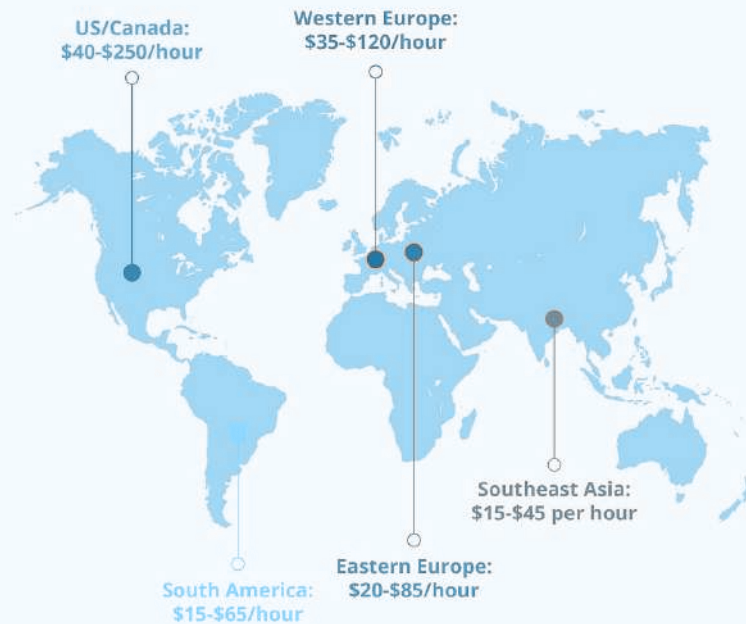 US/Canada:
$40-$250/hour
Western Europe:
$35-$120/hour
Southeast Asia:
$15-$45 per hour
Eastern Europe:
$20-$85/hour
South America:
$15-$65/hour